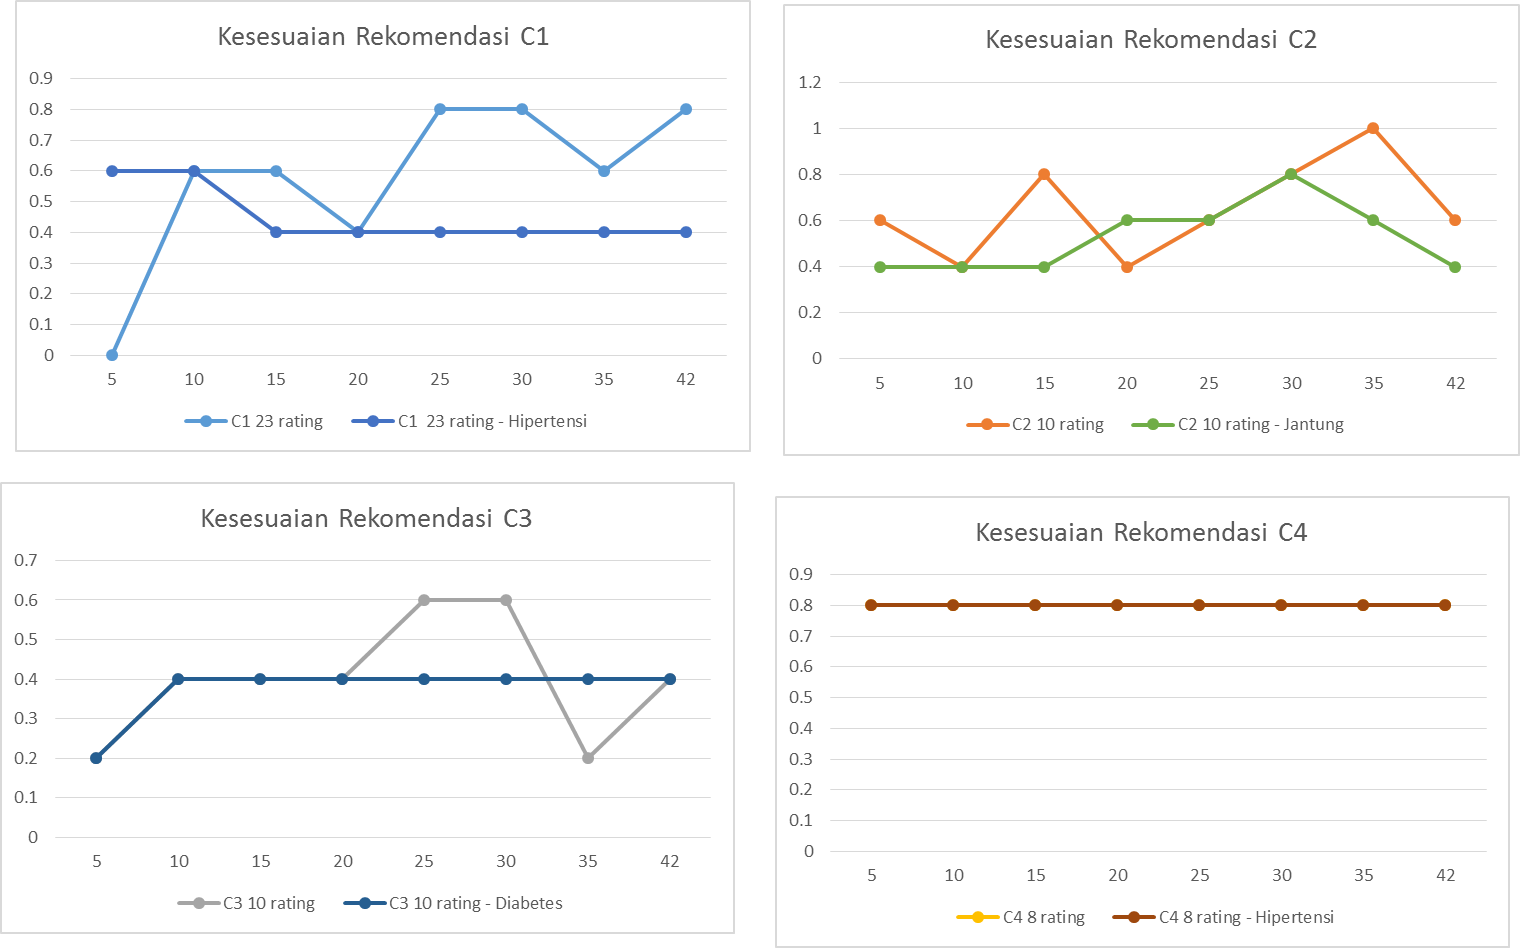 Kesesuaian Rekomendasi C1
0.9
0.8
0.7
0.6
0.5
0.4
0.3
0.2
0.1
0
5 10 15 20 25 30 35 42
C1 23 rating C1 23 rating - Hipertensi
Kesesuaian Rekomendasi C2
1.2
1
0.8
0.6
0.4
0.2
0
5 10 15 20 25 30 35 42
C2 10 rating C2 10 rating - Jantung
Kesesuaian Rekomendasi C3
0.7
0.6
0.5
0.4
0.3
0.2
0.1
0
5 10 15 20 25 30 35 42
C3 10 rating C3 10 rating - Diabetes
Kesesuaian Rekomendasi C4
0.9
0.8
0.7
0.6
0.5
0.4
0.3
0.2
0.1
0
5 10 15 20 25 30 35 42
C4 8 rating C4 8 rating - Hipertensi